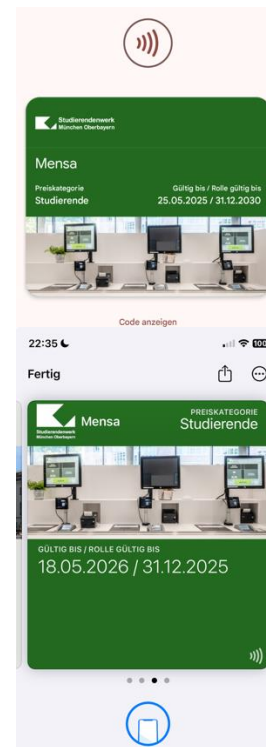 Studierendenwerk
München Oberbayern
Mensa
Preiskategorie
Studierende
Gültig bis / Rolle gültig bis
25.05.2025 / 31.12.2030
Code anzeigen
22:35
100
Fertig
Studierendenwerk
München Oberbayern
Mensa
PREISKATEGORIE
Studierende
GÜLTIG BIS / ROLLE GÜLTIG BIS
18.05.2026 / 31.12.2025